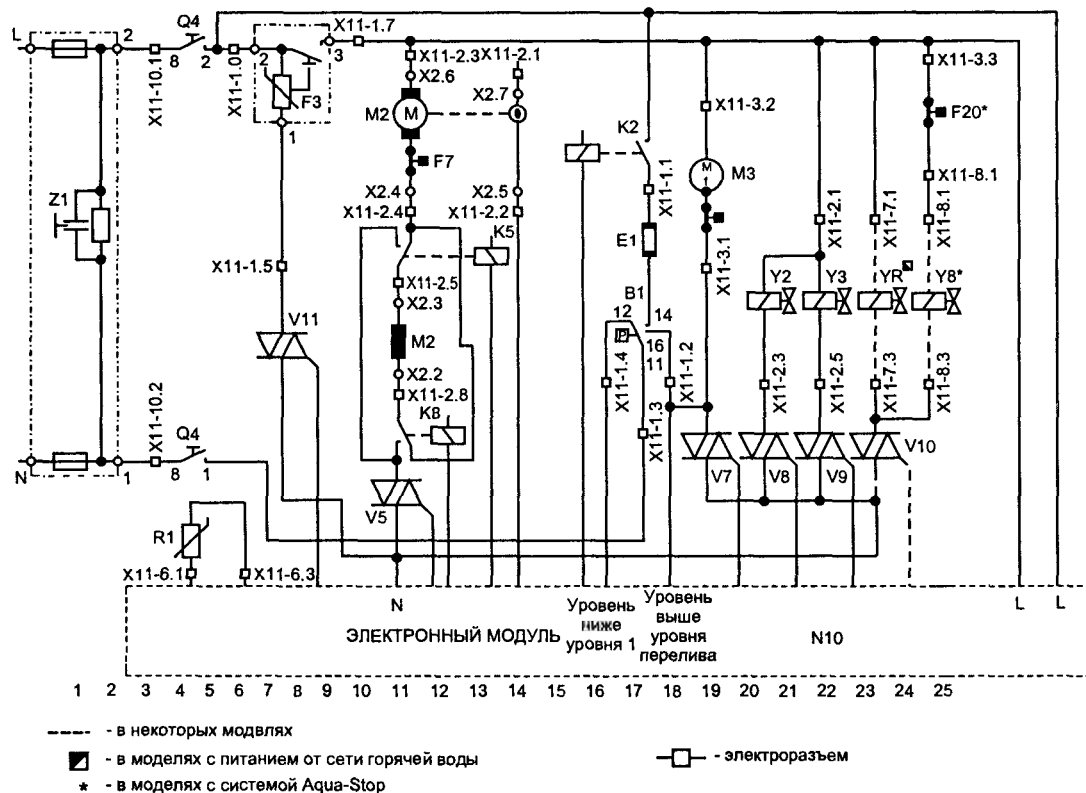 L
2
Q4
8
2
X11-10.1
X11-1.0
2
3
X11-1.7
F3
1
X11-2.3
X2.6
M2
M
F7
X2.4
X11-2.4
X11-2.1
X2.7
X2.5
X11-2.2
K5
K2
X11-1.1
E1
X11-3.2
M
M3
X11-3.1
X11-3.3
F20*
X11-8.1
X11-2.1
X11-7.1
X11-8.1
Z1
X11-1.5
V11
X11-2.5
X2.3
M2
X2.2
X11-2.8
K8
V5
B1
12
14
P
16
11
X11-1.4
X11-1.2
X11-1.3
Y2
Y3
YR
Y8*
X11-2.3
X11-2.5
X11-7.3
X11-8.3
V7
V8
V9
V10
N
1
X11-10.2
Q4
8
1
R1
X11-6.1
X11-6.3
N
ЭЛЕКТРОННЫЙ МОДУЛЬ
Уровень
ниже
уровня 1
Уровень
выше
уровня
перелива
N10
L
L
1 2 3 4 5 6 7 8 9 10 11 12 13 14 15 16 17 18 19 20 21 22 23 24 25
- в некоторых модвлях
- в моделях с питанием от сети горячей воды
* - в моделях с системой Aqua-Stop
- электроразъем